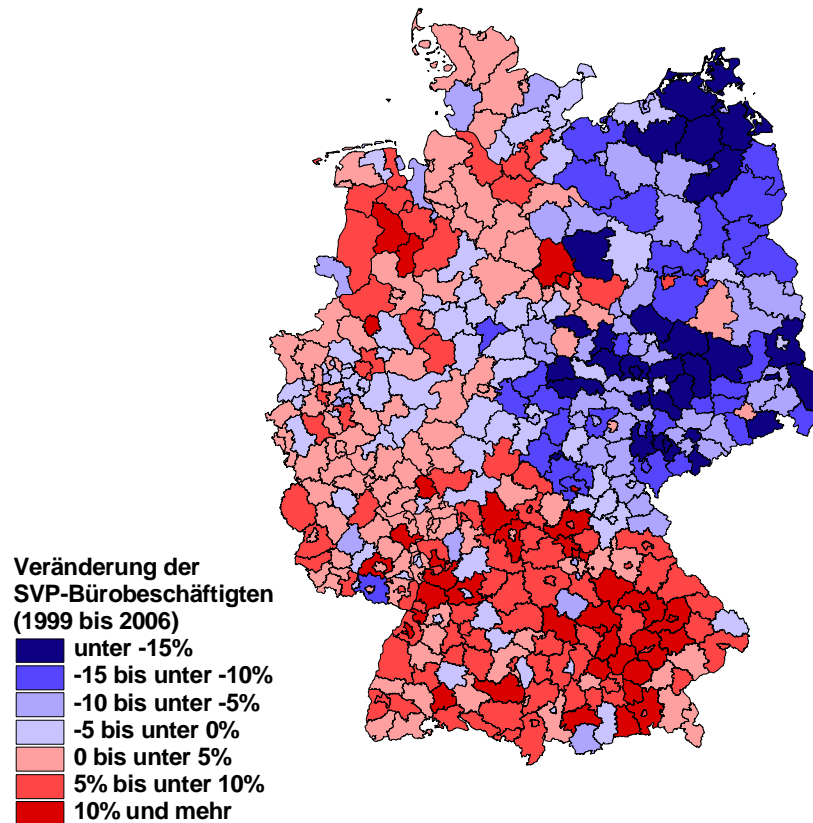 Veränderung der
SVP-Bürobeschäftigten
(1999 bis 2006)
unter -15%
-15 bis unter -10%
-10 bis unter -5%
-5 bis unter 0%
0 bis unter 5%
5% bis unter 10%
10% und mehr